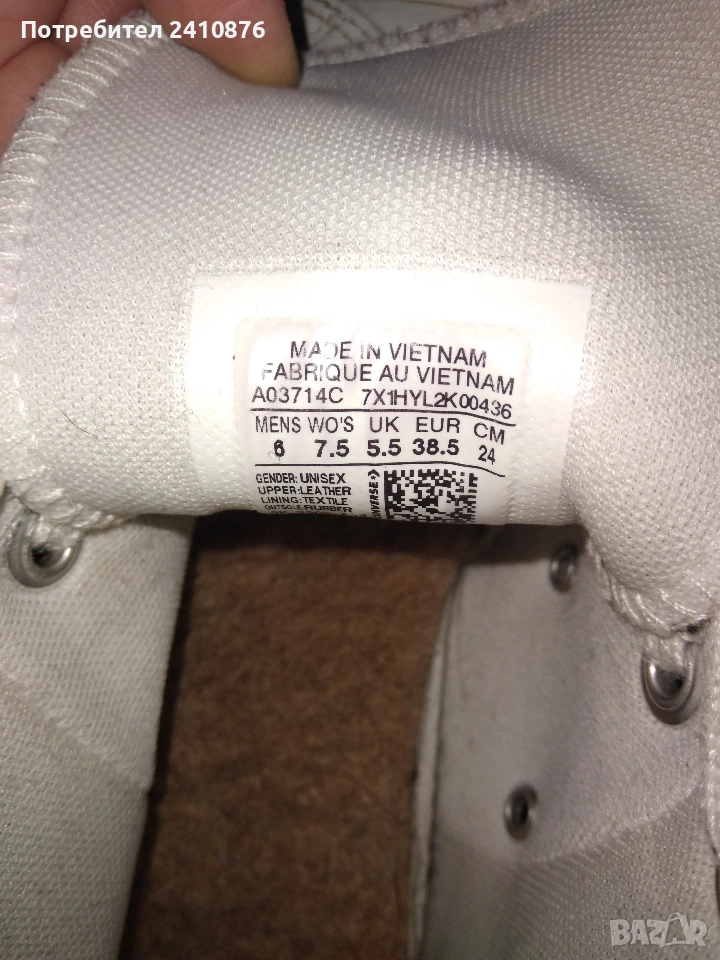 Потребител 2410876
MADE IN VIETNAM
FABRIQUE AU VIETNAM
A03714C 7X1HYL2K00436
MENS WO'S UK EUR CM
6 7.5 5.5 38.5 24
GENDER: UNISEX
UPPER:LEATHER
LINING:TEXTILE
OUTSOLE:RUBBER
CONVERSE
BAZAR